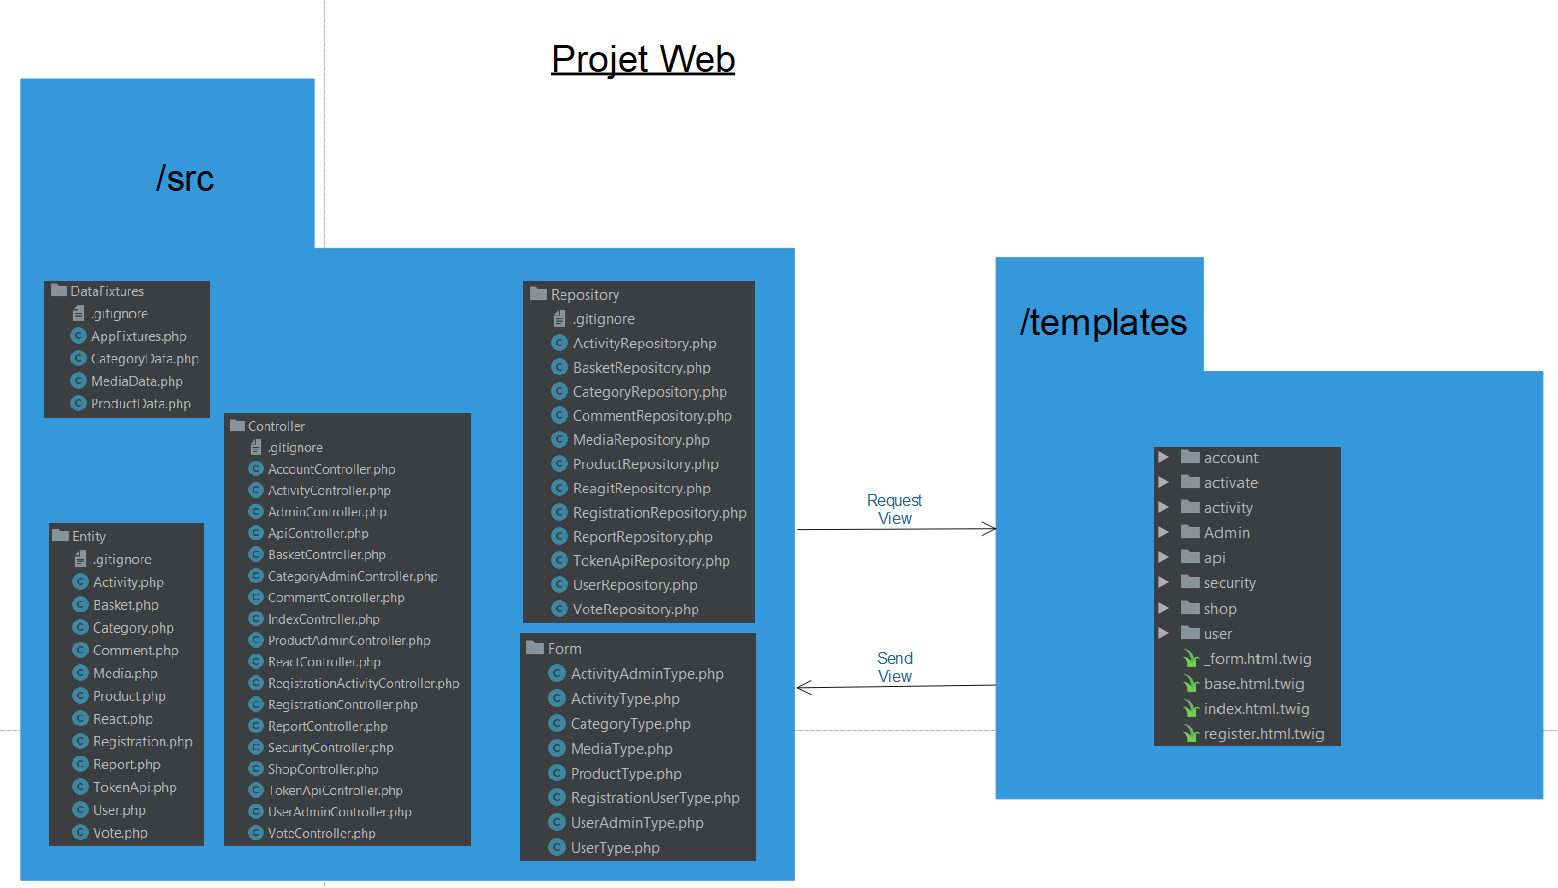 Projet Web
/src
DataFixtures
.gitignore
AppFixtures.php
CategoryData.php
MediaData.php
ProductData.php
Entity
.gitignore
Activity.php
Basket.php
Category.php
Comment.php
Media.php
Product.php
React.php
Registration.php
Report.php
TokenApi.php
User.php
Vote.php
Controller
.gitignore
AccountController.php
ActivityController.php
AdminController.php
ApiController.php
BasketController.php
CategoryAdminController.php
CommentController.php
IndexController.php
ProductAdminController.php
ReactController.php
RegistrationActivityController.php
RegistrationController.php
ReportController.php
SecurityController.php
ShopController.php
TokenApiController.php
UserAdminController.php
VoteController.php
Repository
.gitignore
ActivityRepository.php
BasketRepository.php
CategoryRepository.php
CommentRepository.php
MediaRepository.php
ProductRepository.php
ReagitRepository.php
RegistrationRepository.php
ReportRepository.php
TokenApiRepository.php
UserRepository.php
VoteRepository.php
Form
ActivityAdminType.php
ActivityType.php
CategoryType.php
MediaType.php
ProductType.php
RegistrationUserType.php
UserAdminType.php
UserType.php
Request
View
Send
View
/templates
account
activate
activity
Admin
api
security
shop
user
_form.html.twig
base.html.twig
index.html.twig
register.html.twig